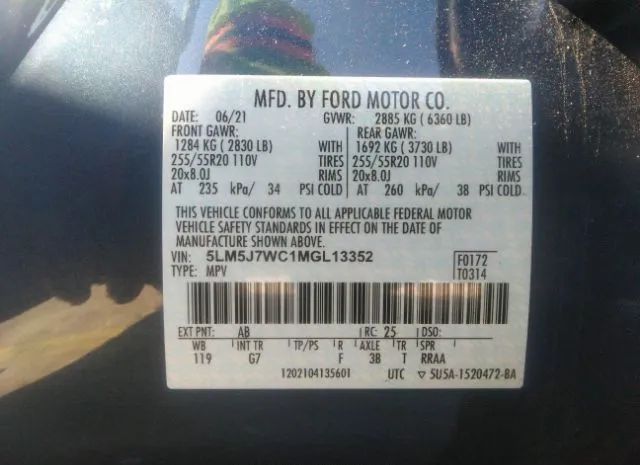 MFD. BY FORD MOTOR CO.
DATE: 06/21 GVWR: 2885 KG ( 6360 LB)
FRONT GAWR: REAR GAWR:
1284 KG ( 2830 LB) WITH 1692 KG ( 3730 LB) WITH
255/55R20 110V TIRES 255/55R20 110V TIRES
20x8.0J RIMS 20x8.0J RIMS
AT 235 kPa/ 34 PSI COLD AT 260 kPa/ 38 PSI COLD
THIS VEHICLE CONFORMS TO ALL APPLICABLE FEDERAL MOTOR
VEHICLE SAFETY STANDARDS IN EFFECT ON THE DATE OF
MANUFACTURE SHOWN ABOVE.
VIN: 5LM5J7WC1MGL13352 F0172
TYPE: MPV T0314
EXT PNT: AB RC: 25 DSO:
WB INT TR TP/PS R AXLE TR SPR
119 G7 F 3B T RRAA
1202104135601 UTC ▽ 5U5A-1520472-BA